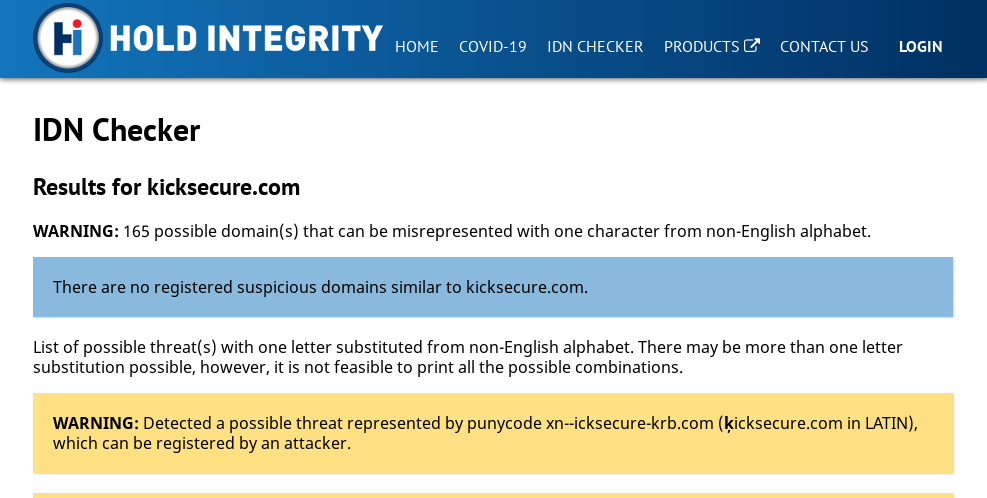 Hi HOLD INTEGRITY
HOME COVID-19 IDN CHECKER PRODUCTS CONTACT US LOGIN
IDN Checker
Results for kicksecure.com
WARNING: 165 possible domain(s) that can be misrepresented with one character from non-English alphabet.
There are no registered suspicious domains similar to kicksecure.com.
List of possible threat(s) with one letter substituted from non-English alphabet. There may be more than one letter
substitution possible, however, it is not feasible to print all the possible combinations.
WARNING: Detected a possible threat represented by punycode xn--icksecure-krb.com (ķicksecure.com in LATIN),
which can be registered by an attacker.